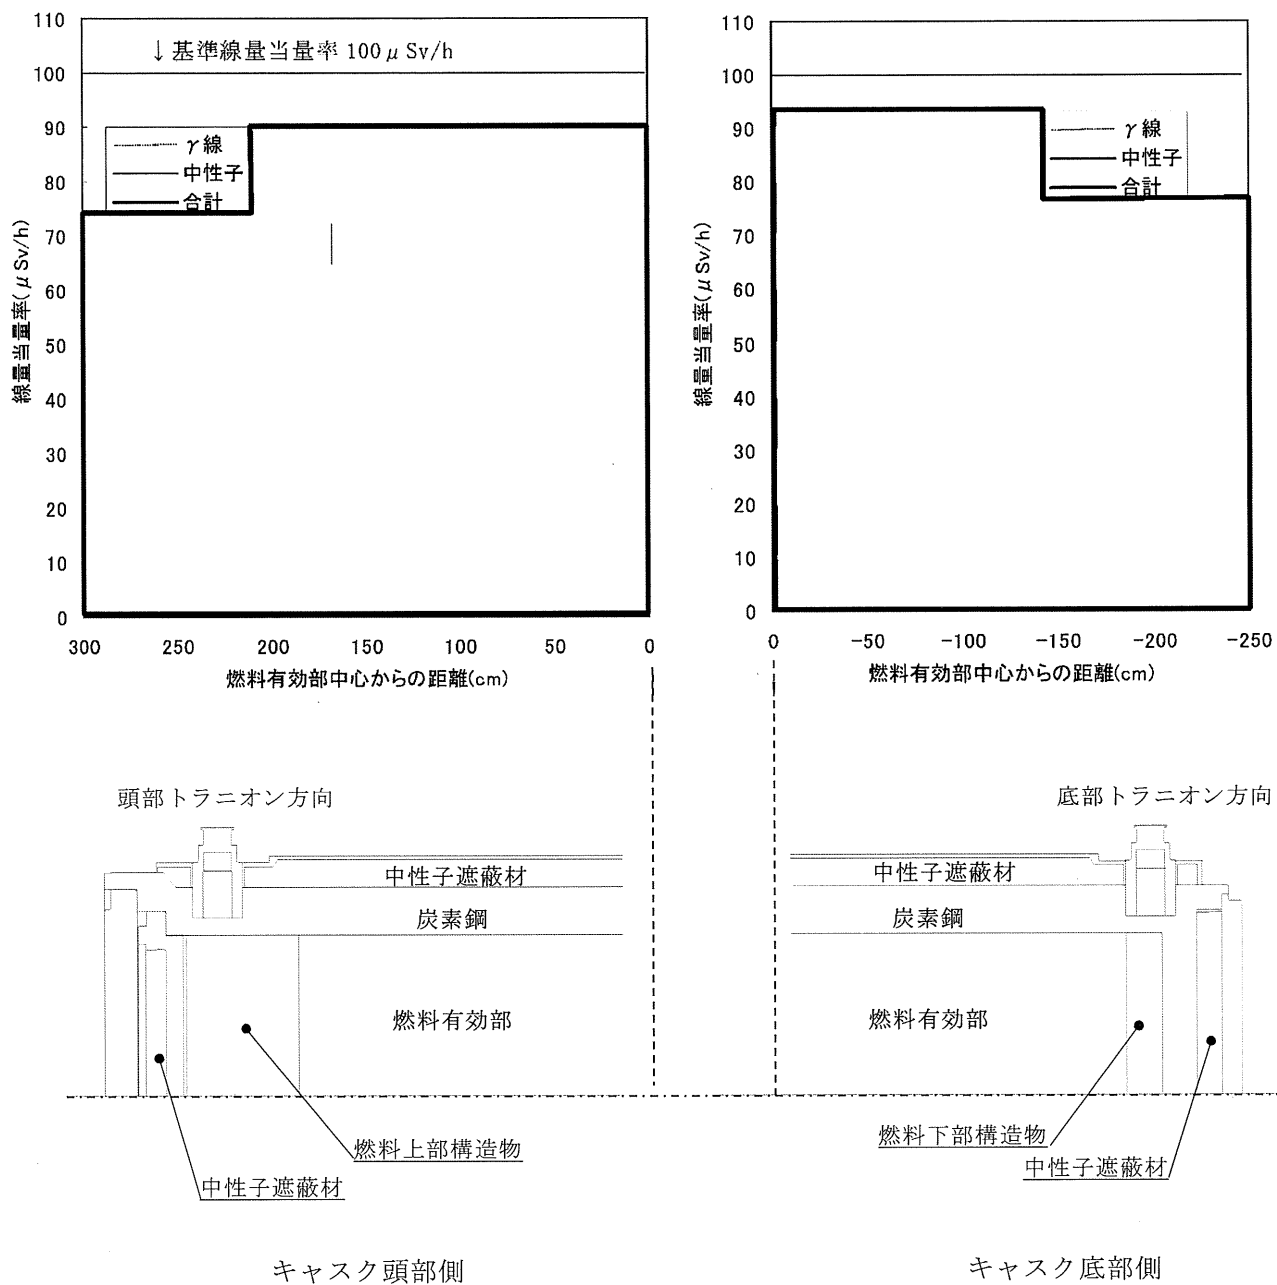 110
↓基準線量当量率 100μSv/h
100
90
80
70
60
50
40
30
20
10
0
γ線
中性子
合計
線量当量率(μSv/h)
300 250 200 150 100 50 0
燃料有効部中心からの距離(cm)
110
100
90
80
70
60
50
40
30
20
10
0
γ線
中性子
合計
線量当量率(μSv/h)
0 -50 -100 -150 -200 -250
燃料有効部中心からの距離(cm)
頭部トラニオン方向
中性子遮蔽材
炭素鋼
燃料有効部
燃料上部構造物
中性子遮蔽材
キャスク頭部側
底部トラニオン方向
中性子遮蔽材
炭素鋼
燃料有効部
燃料下部構造物
中性子遮蔽材
キャスク底部側